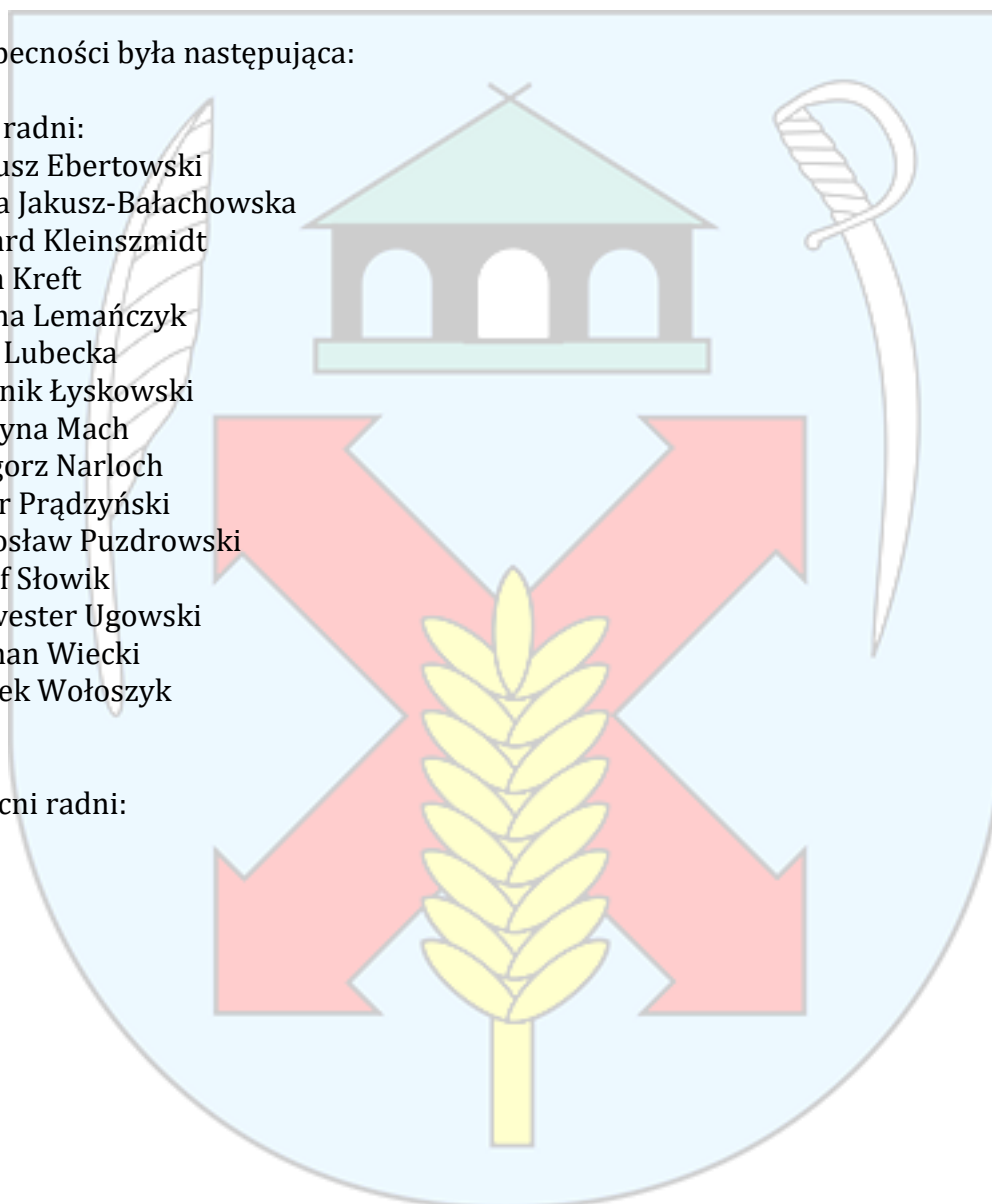 becności była następująca:
radni:
usz Ebertowski
a Jakusz-Bałachowska
ard Kleinszmidt
Kreft
na Lemańczyk
Lubecka
nik Łyskowski
yna Mach
gorz Narloch
r Prądzyński
osław Puzdrowski
f Słowik
vester Ugowski
nan Wiecki
ek Wołoszyk
cni radni: